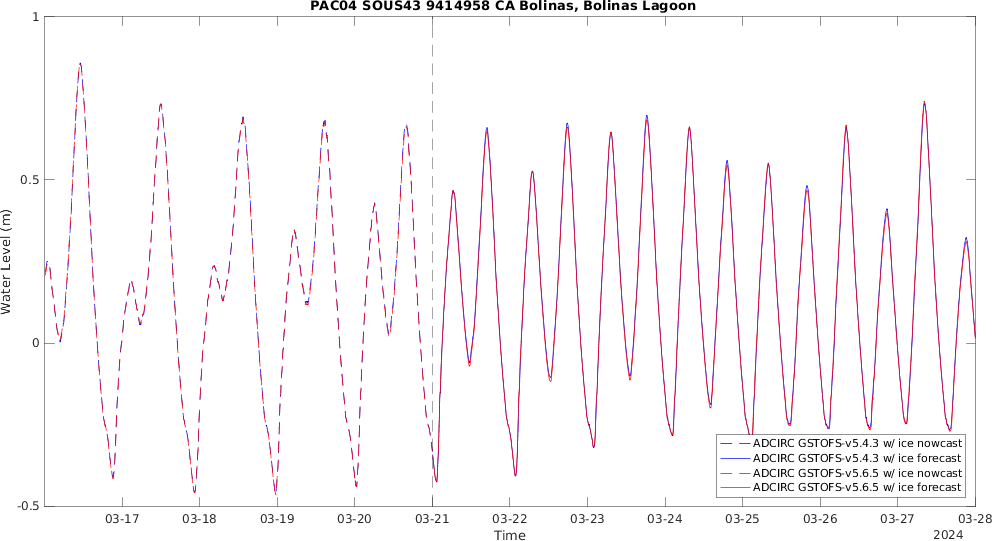 PAC04 SOUS43 9414958 CA Bolinas, Bolinas Lagoon
1
0.5
0
-0.5
Water Level (m)
03-17 03-18 03-19 03-20 03-21 03-22 03-23 03-24 03-25 03-26 03-27 03-28
Time
2024
ADCIRC GSTOFS-v5.4.3 w/ ice nowcast
ADCIRC GSTOFS-v5.4.3 w/ ice forecast
ADCIRC GSTOFS-v5.6.5 w/ ice nowcast
ADCIRC GSTOFS-v5.6.5 w/ ice forecast